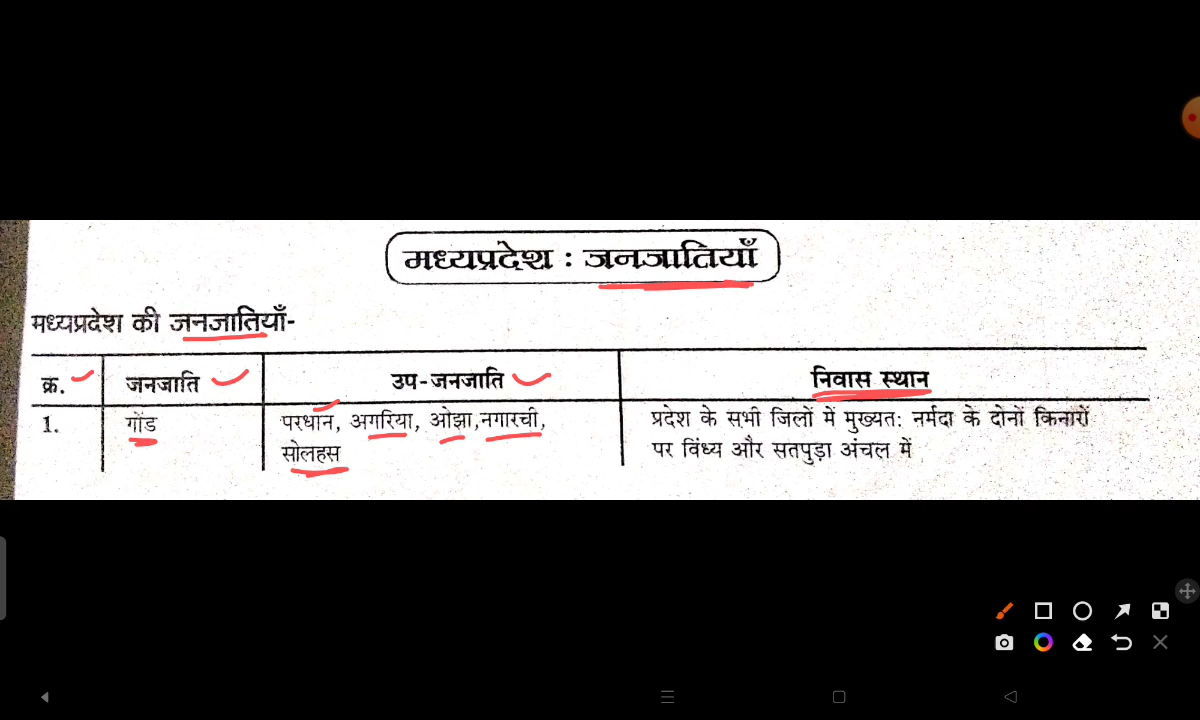 मध्यप्रदेश : जनजातियाँ
मध्यप्रदेश की जनजातियाँ-
क्र. जनजाति उप-जनजाति निवास स्थान
1. गोंड परधान, अगरिया, ओझा,नगारची, प्रदेश के सभी जिलों में मुख्यत: नर्मदा के दोनों किनारों
सोलहस पर विंध्य और सतपुड़ा अंचल में